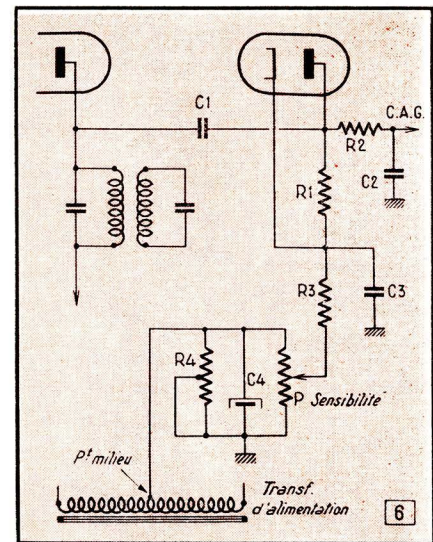 C1
C.A.G.
R2
R1
C2
R3
C3
R4
C4
P Sensibilité
Pt milieu
Transf.
d'alimentation
6